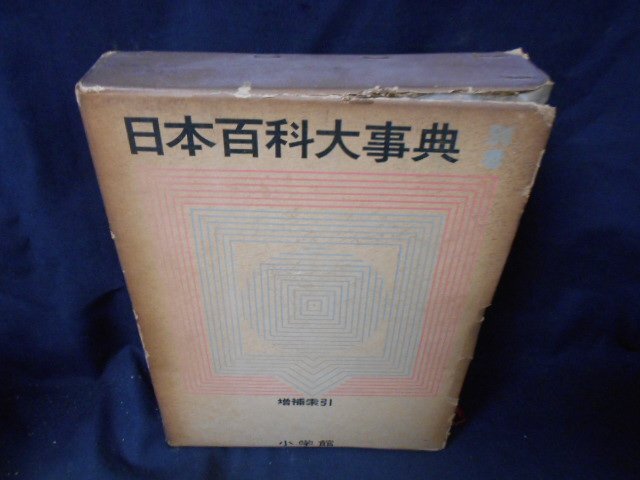 日本百科大事典
別巻
増補索引
小学館